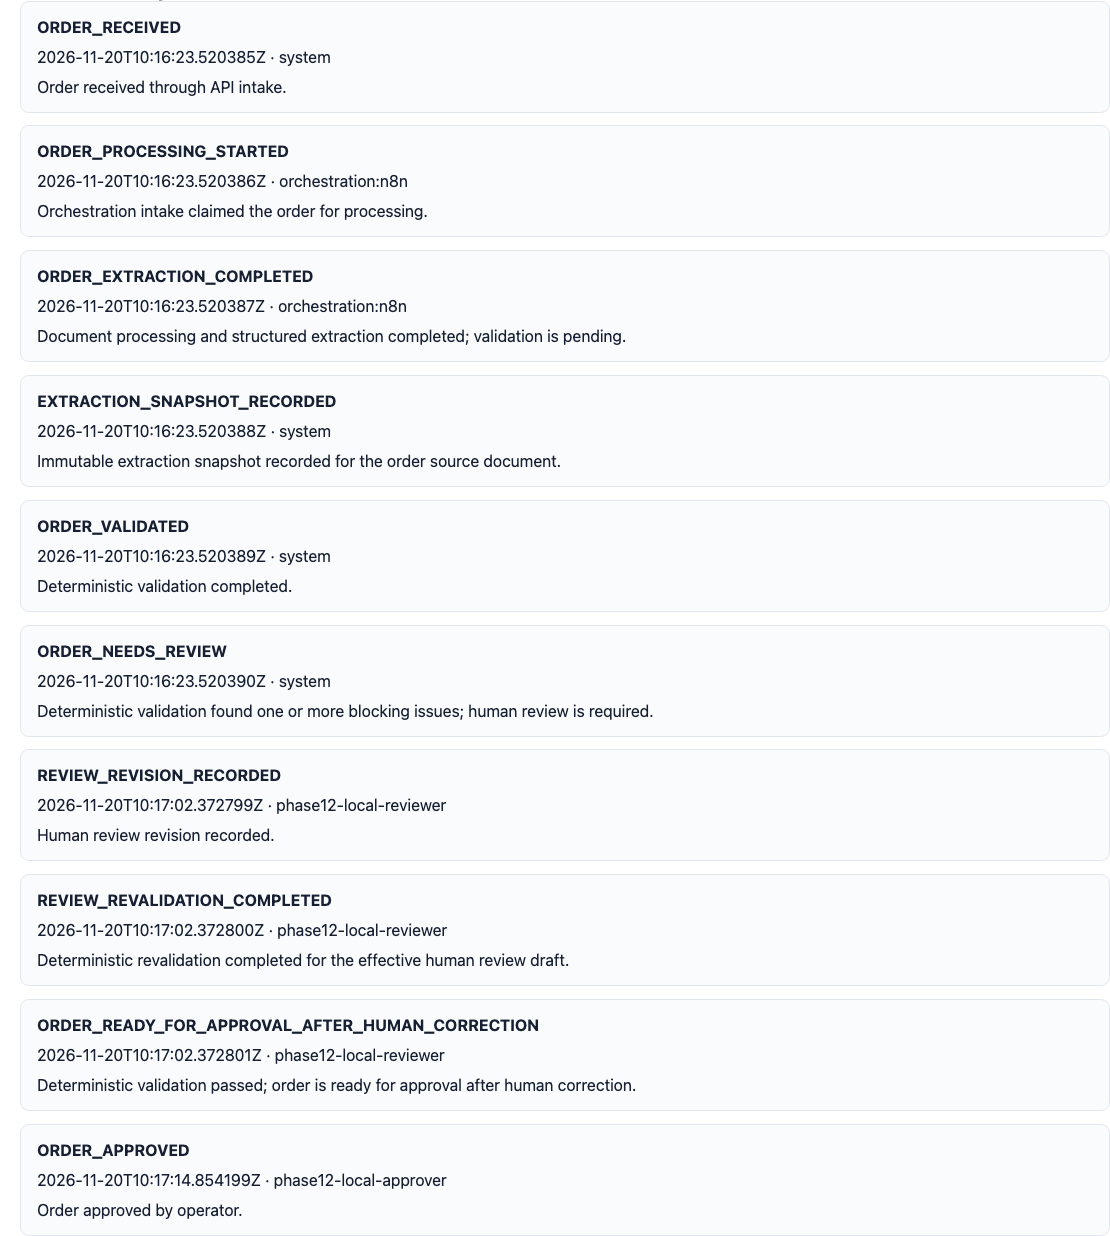 ORDER_RECEIVED
2026-11-20T10:16:23.520385Z · system
Order received through API intake.
ORDER_PROCESSING_STARTED
2026-11-20T10:16:23.520386Z · orchestration:n8n
Orchestration intake claimed the order for processing.
ORDER_EXTRACTION_COMPLETED
2026-11-20T10:16:23.520387Z · orchestration:n8n
Document processing and structured extraction completed; validation is pending.
EXTRACTION_SNAPSHOT_RECORDED
2026-11-20T10:16:23.520388Z · system
Immutable extraction snapshot recorded for the order source document.
ORDER_VALIDATED
2026-11-20T10:16:23.520389Z · system
Deterministic validation completed.
ORDER_NEEDS_REVIEW
2026-11-20T10:16:23.520390Z · system
Deterministic validation found one or more blocking issues; human review is required.
REVIEW_REVISION_RECORDED
2026-11-20T10:17:02.372799Z · phase12-local-reviewer
Human review revision recorded.
REVIEW_REVALIDATION_COMPLETED
2026-11-20T10:17:02.372800Z · phase12-local-reviewer
Deterministic revalidation completed for the effective human review draft.
ORDER_READY_FOR_APPROVAL_AFTER_HUMAN_CORRECTION
2026-11-20T10:17:02.372801Z · phase12-local-reviewer
Deterministic validation passed; order is ready for approval after human correction.
ORDER_APPROVED
2026-11-20T10:17:14.854199Z · phase12-local-approver
Order approved by operator.